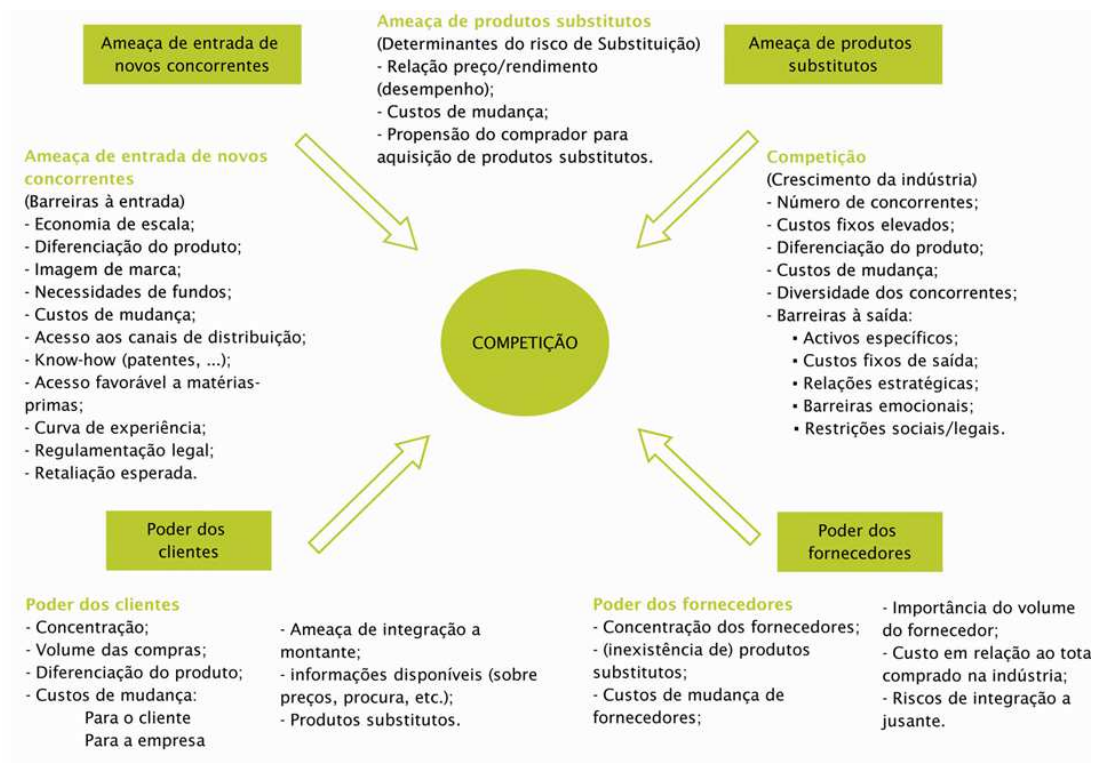 Ameaça de entrada de
novos concorrentes
Ameaça de produtos substitutos
(Determinantes do risco de Substituição)
- Relação preço/rendimento
(desempenho);
- Custos de mudança;
- Propensão do comprador para
aquisição de produtos substitutos.
Ameaça de produtos
substitutos
Ameaça de entrada de novos
concorrentes
(Barreiras à entrada)
- Economia de escala;
- Diferenciação do produto;
- Imagem de marca;
- Necessidades de fundos;
- Custos de mudança;
- Acesso aos canais de distribuição;
- Know-how (patentes, ...);
- Acesso favorável a matérias-
primas;
- Curva de experiência;
- Regulamentação legal;
- Retaliação esperada.
COMPETIÇÃO
Competição
(Crescimento da indústria)
- Número de concorrentes;
- Custos fixos elevados;
- Diferenciação do produto;
- Custos de mudança;
- Diversidade dos concorrentes;
- Barreiras à saída:
▪ Activos específicos;
▪ Custos fixos de saída;
▪ Relações estratégicas;
▪ Barreiras emocionais;
▪ Restrições sociais/legais.
Poder dos
clientes
Poder dos
fornecedores
Poder dos clientes
- Concentração;
- Volume das compras;
- Diferenciação do produto;
- Custos de mudança:
Para o cliente
Para a empresa
- Ameaça de integração a
montante;
- informações disponíveis (sobre
preços, procura, etc.);
- Produtos substitutos.
Poder dos fornecedores
- Concentração dos fornecedores;
- (inexistência de) produtos
substitutos;
- Custos de mudança de
fornecedores;
- Importância do volume
do fornecedor;
- Custo em relação ao tota
comprado na indústria;
- Riscos de integração a
jusante.